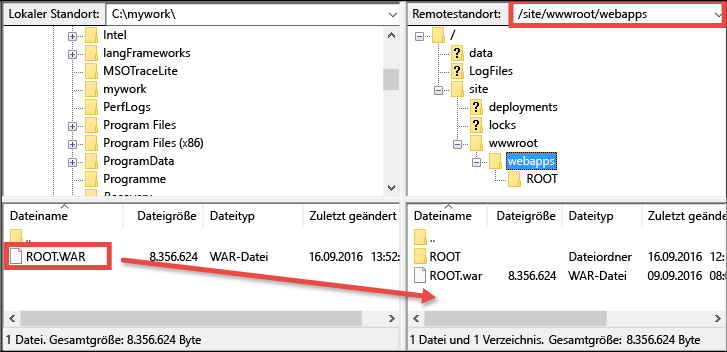 Lokaler Standort: C:\mywork\
Intel
langFrameworks
MSOTraceLite
mywork
PerfLogs
Program Files
Program Files (x86)
ProgramData
Programme
Recovery
Dateiname Dateigröße Dateityp Zuletzt geändert
..
ROOT.WAR 8.356.624 WAR-Datei 16.09.2016 13:52:
1 Datei. Gesamtgröße: 8.356.624 Byte
Remotestandort: /site/wwwroot/webapps
/
? data
? LogFiles
site
? deployments
? locks
wwwroot
webapps
ROOT
Dateiname Dateigröße Dateityp Zuletzt geändert
..
ROOT Dateiordner 16.09.2016 12:
ROOT.war 8.356.624 WAR-Datei 09.09.2016 08:
1 Datei und 1 Verzeichnis. Gesamtgröße: 8.356.624 Byte